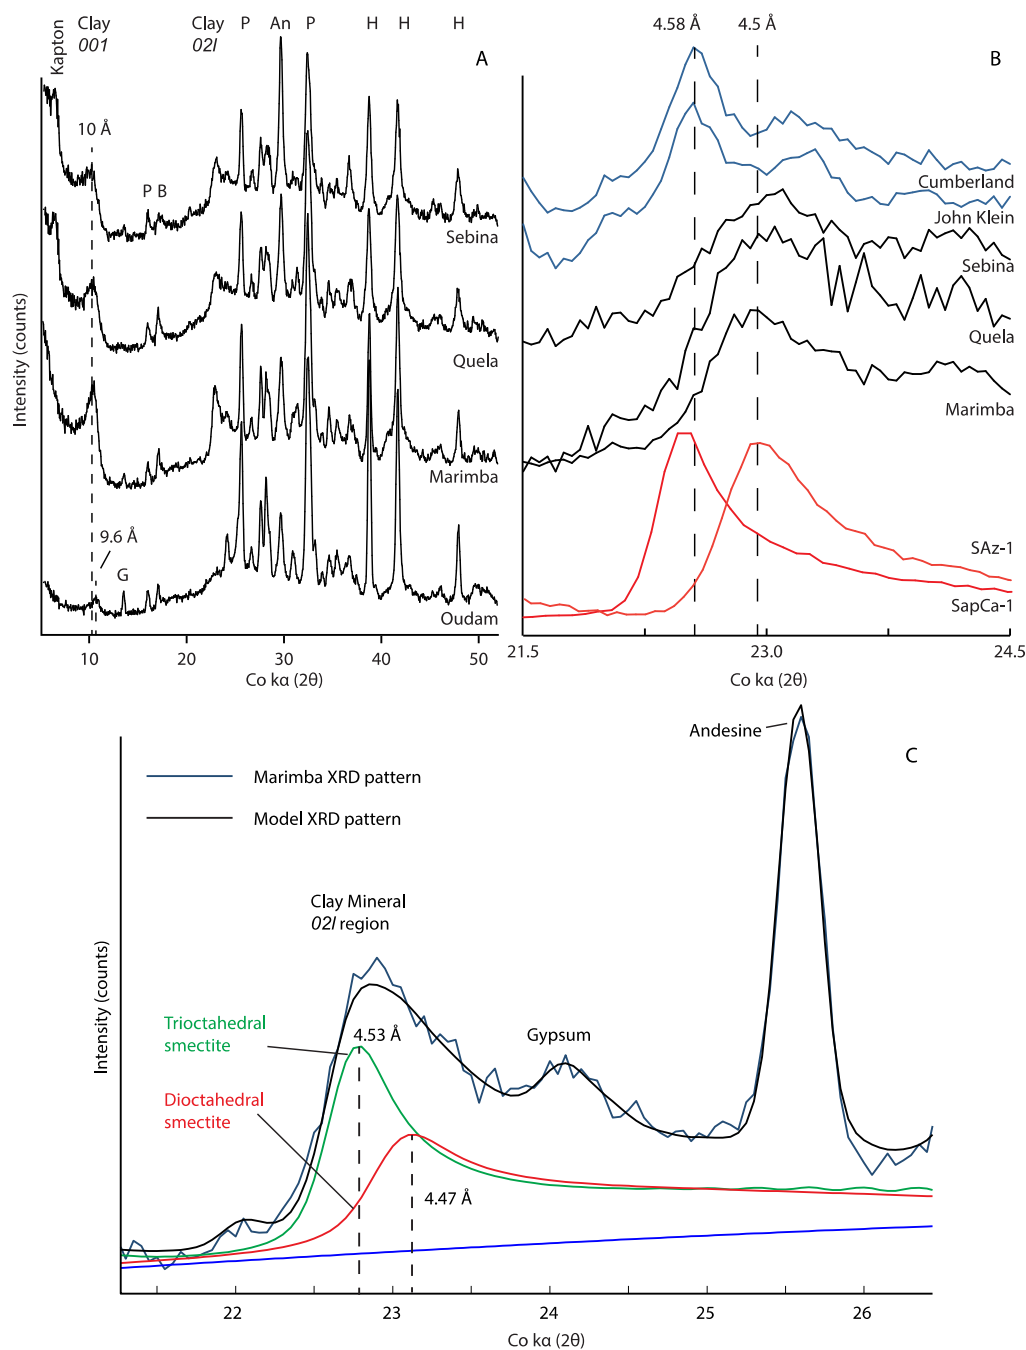 Kapton
Clay
001
Clay
02l
P
An
P
H
H
H
A
10 Å
P B
Sebina
Quela
Marimba
9.6 Å
G
Oudam
Intensity (counts)
10
20
30
40
50
Co kα (2θ)
4.58 Å
4.5 Å
B
Cumberland
John Klein
Sebina
Quela
Marimba
SAz-1
SapCa-1
21.5
23.0
24.5
Co kα (2θ)
C
Andesine
Marimba XRD pattern
Model XRD pattern
Clay Mineral
02l region
Trioctahedral
smectite
4.53 Å
Gypsum
Dioctahedral
smectite
4.47 Å
Intensity (counts)
22
23
24
25
26
Co kα (2θ)